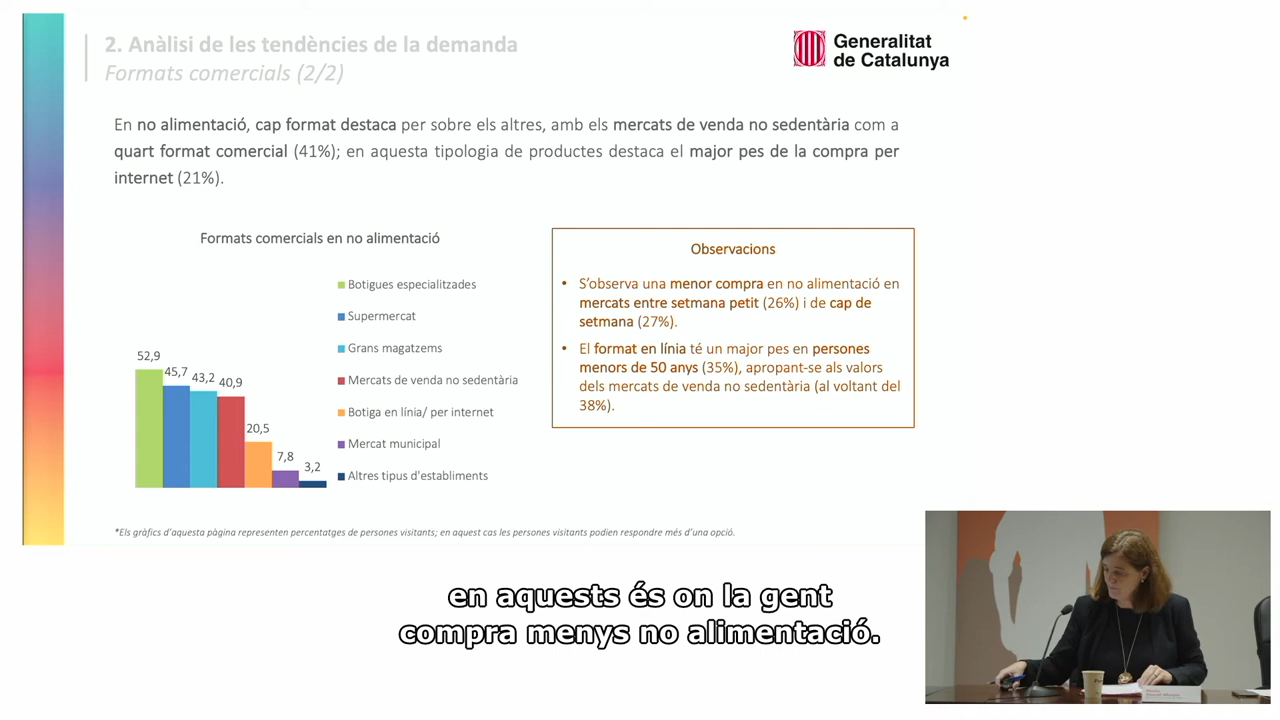 2. Anàlisi de les tendències de la demanda
Formats comercials (2/2)
Generalitat
de Catalunya
En no alimentació, cap format destaca per sobre els altres, amb els mercats de venda no sedentària com a
quart format comercial (41%); en aquesta tipologia de productes destaca el major pes de la compra per
internet (21%).
Formats comercials en no alimentació
Botigues especialitzades
Supermercat
Grans magatzems
Mercats de venda no sedentària
Botiga en línia/ per internet
Mercat municipal
Altres tipus d'establiments
52,9
45,7
43,2
40,9
20,5
7,8
3,2
Observacions
• S’observa una menor compra en no alimentació en
mercats entre setmana petit (26%) i de cap de
setmana (27%).
• El format en línia té un major pes en persones
menors de 50 anys (35%), apropant-se als valors
dels mercats de venda no sedentària (al voltant del
38%).
*Els gràfics d’aquesta pàgina representen percentatges de persones visitants; en aquest cas les persones visitants podien respondre més d’una opció.
en aquests és on la gent
compra menys no alimentació.